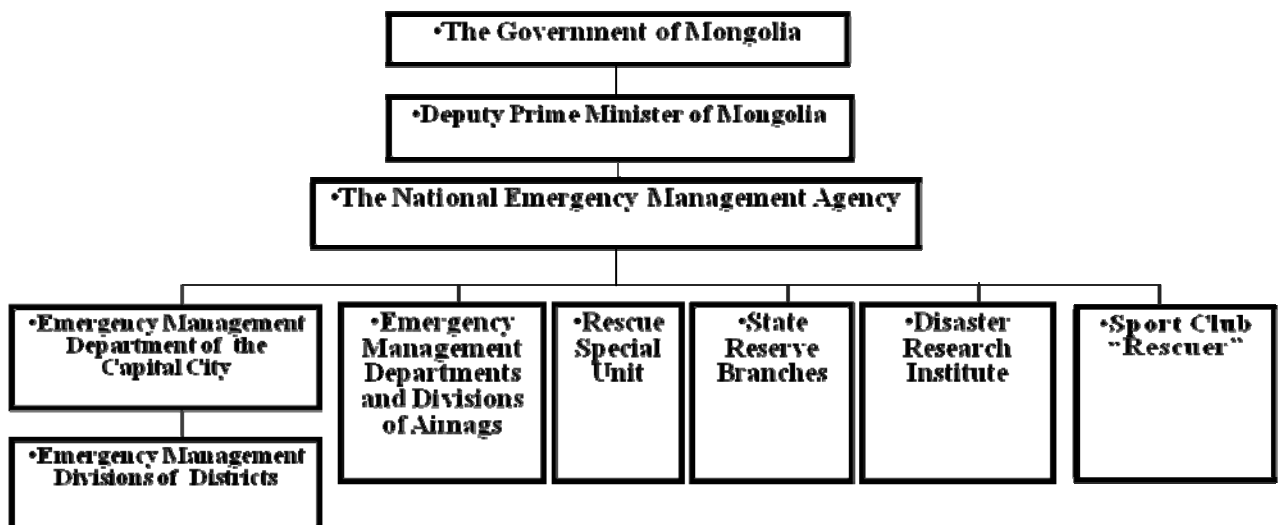 •The Government of Mongolia
•Deputy Prime Minister of Mongolia
•The National Emergency Management Agency
•Emergency Management
Department of the
Capital City
•Emergency Management
Divisions of Districts
•Emergency
Management
Departments
and Divisions
of Aimags
•Rescue
Special
Unit
•State
Reserve
Branches
•Disaster
Research
Institute
•Sport Club
"Rescuer"